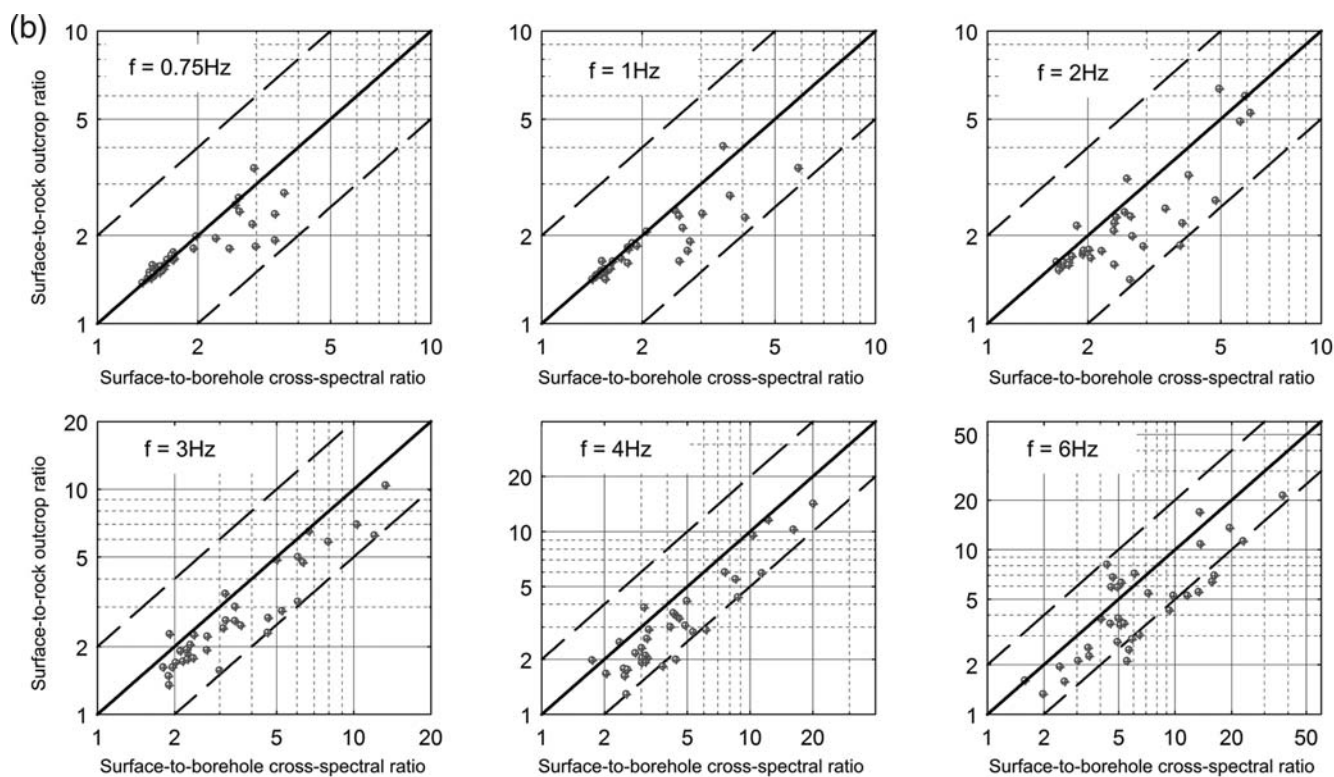 (b)
f = 0.75Hz
10
5
2
1
Surface-to-rock outcrop ratio
1 2 5 10
Surface-to-borehole cross-spectral ratio
f = 1Hz
10
5
2
1
1 2 5 10
Surface-to-borehole cross-spectral ratio
f = 2Hz
10
5
2
1
1 2 5 10
Surface-to-borehole cross-spectral ratio
f = 3Hz
20
10
5
2
1
Surface-to-rock outcrop ratio
1 2 5 10 20
Surface-to-borehole cross-spectral ratio
f = 4Hz
20
10
5
2
1
1 2 5 10 20
Surface-to-borehole cross-spectral ratio
f = 6Hz
50
20
10
5
2
1
1 2 5 10 20 50
Surface-to-borehole cross-spectral ratio